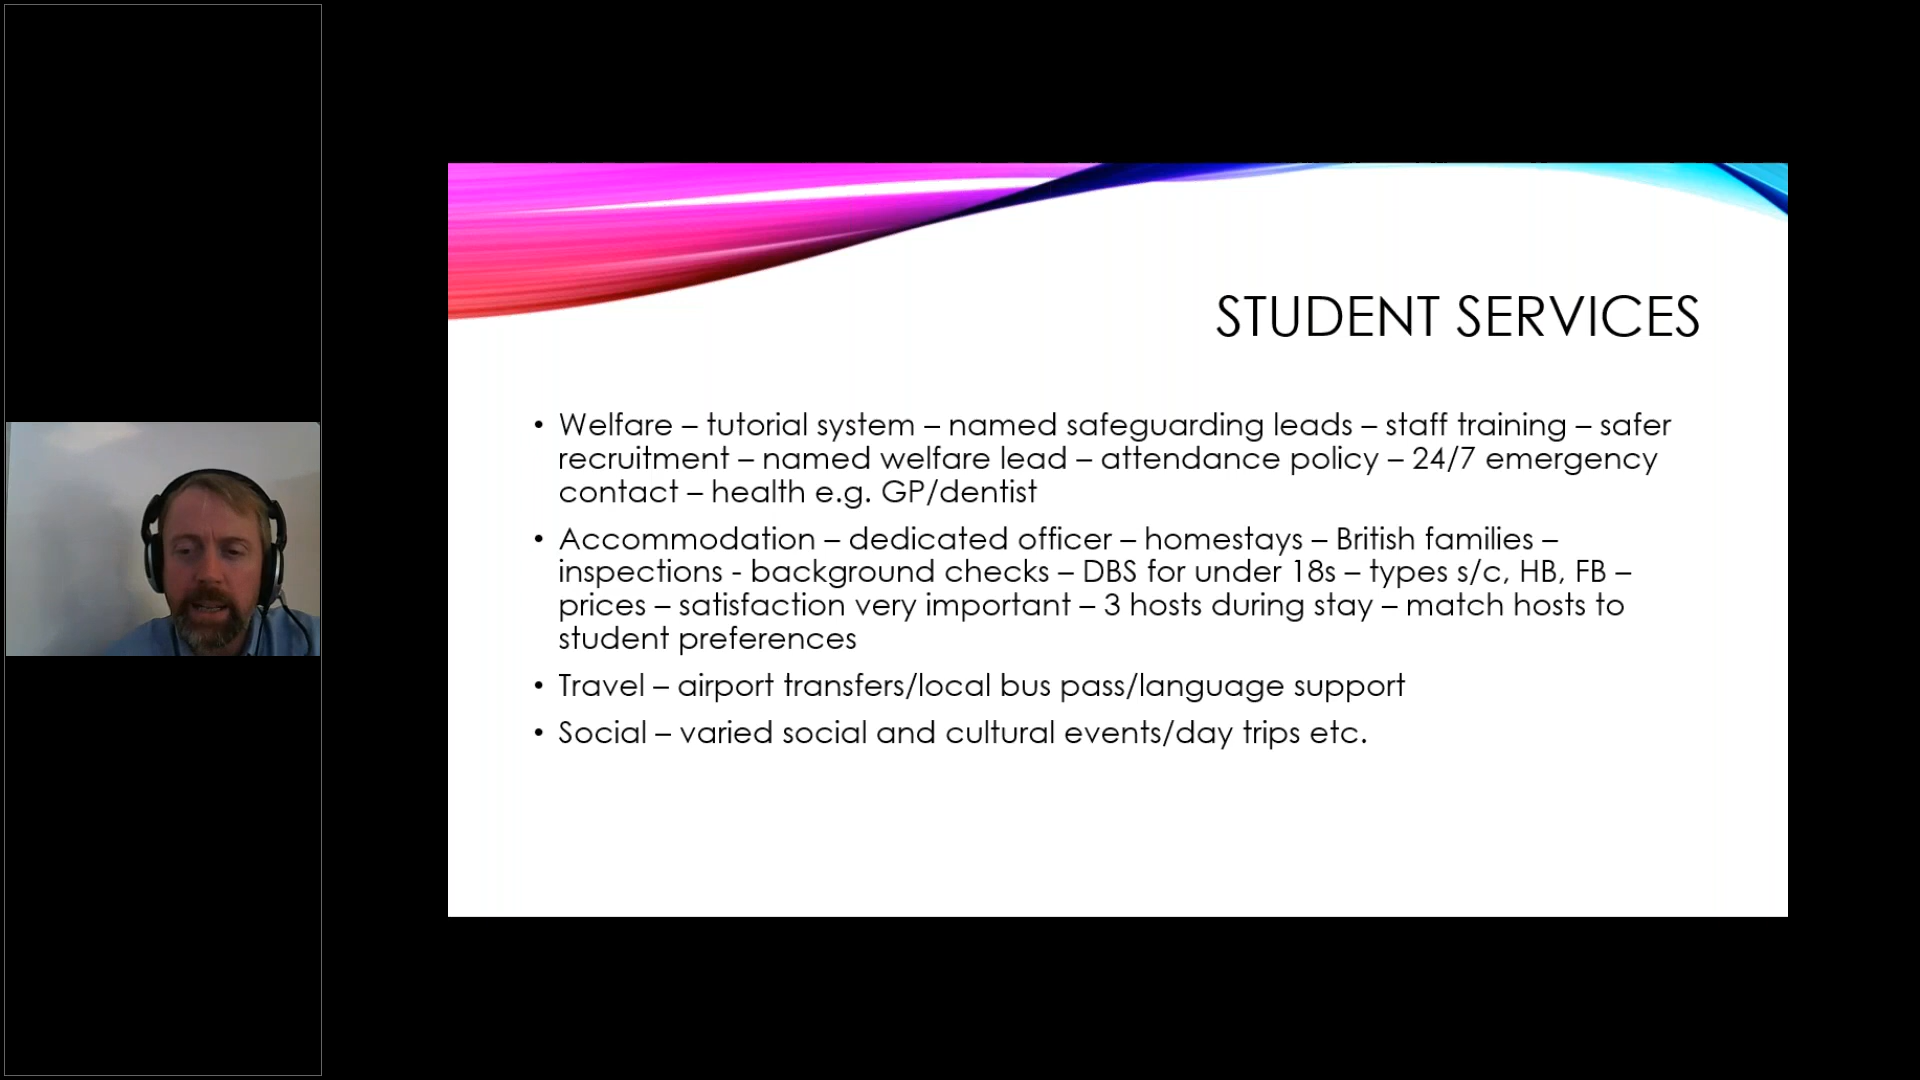 STUDENT SERVICES
• Welfare – tutorial system – named safeguarding leads – staff training – safer
recruitment – named welfare lead – attendance policy – 24/7 emergency
contact – health e.g. GP/dentist
• Accommodation – dedicated officer – homestays – British families –
inspections - background checks – DBS for under 18s – types s/c, HB, FB –
prices – satisfaction very important – 3 hosts during stay – match hosts to
student preferences
• Travel – airport transfers/local bus pass/language support
• Social – varied social and cultural events/day trips etc.